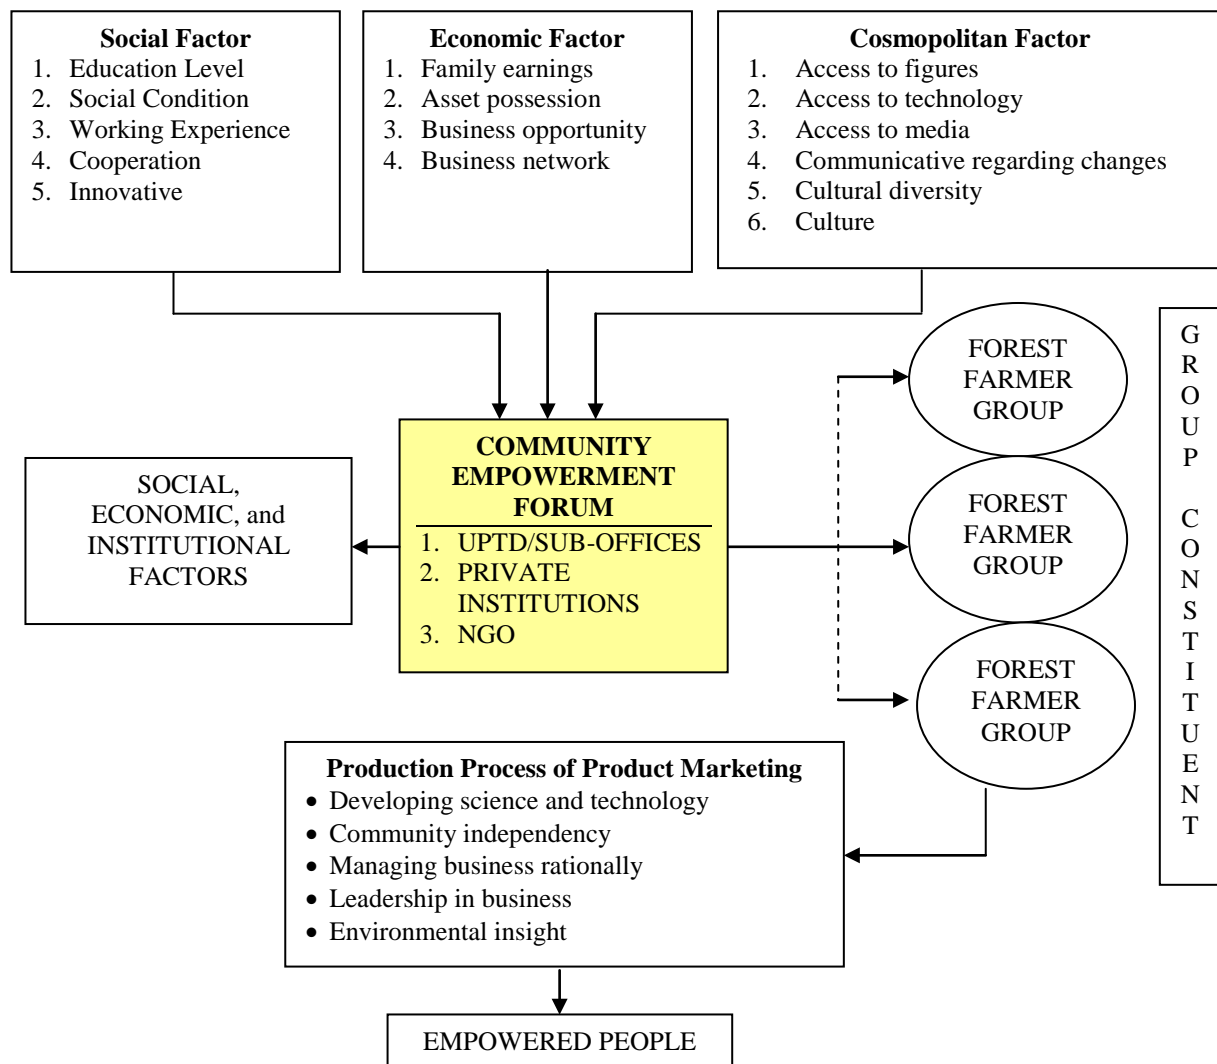 Social Factor
1. Education Level
2. Social Condition
3. Working Experience
4. Cooperation
5. Innovative
Economic Factor
1. Family earnings
2. Asset possession
3. Business opportunity
4. Business network
Cosmopolitan Factor
1. Access to figures
2. Access to technology
3. Access to media
4. Communicative regarding changes
5. Cultural diversity
6. Culture
SOCIAL,
ECONOMIC, and
INSTITUTIONAL
FACTORS
COMMUNITY
EMPOWERMENT
FORUM
1. UPTD/SUB-OFFICES
2. PRIVATE
INSTITUTIONS
3. NGO
FOREST
FARMER
GROUP
FOREST
FARMER
GROUP
FOREST
FARMER
GROUP
G
R
O
U
P
C
O
N
S
T
I
T
U
E
N
T
Production Process of Product Marketing
• Developing science and technology
• Community independency
• Managing business rationally
• Leadership in business
• Environmental insight
EMPOWERED PEOPLE